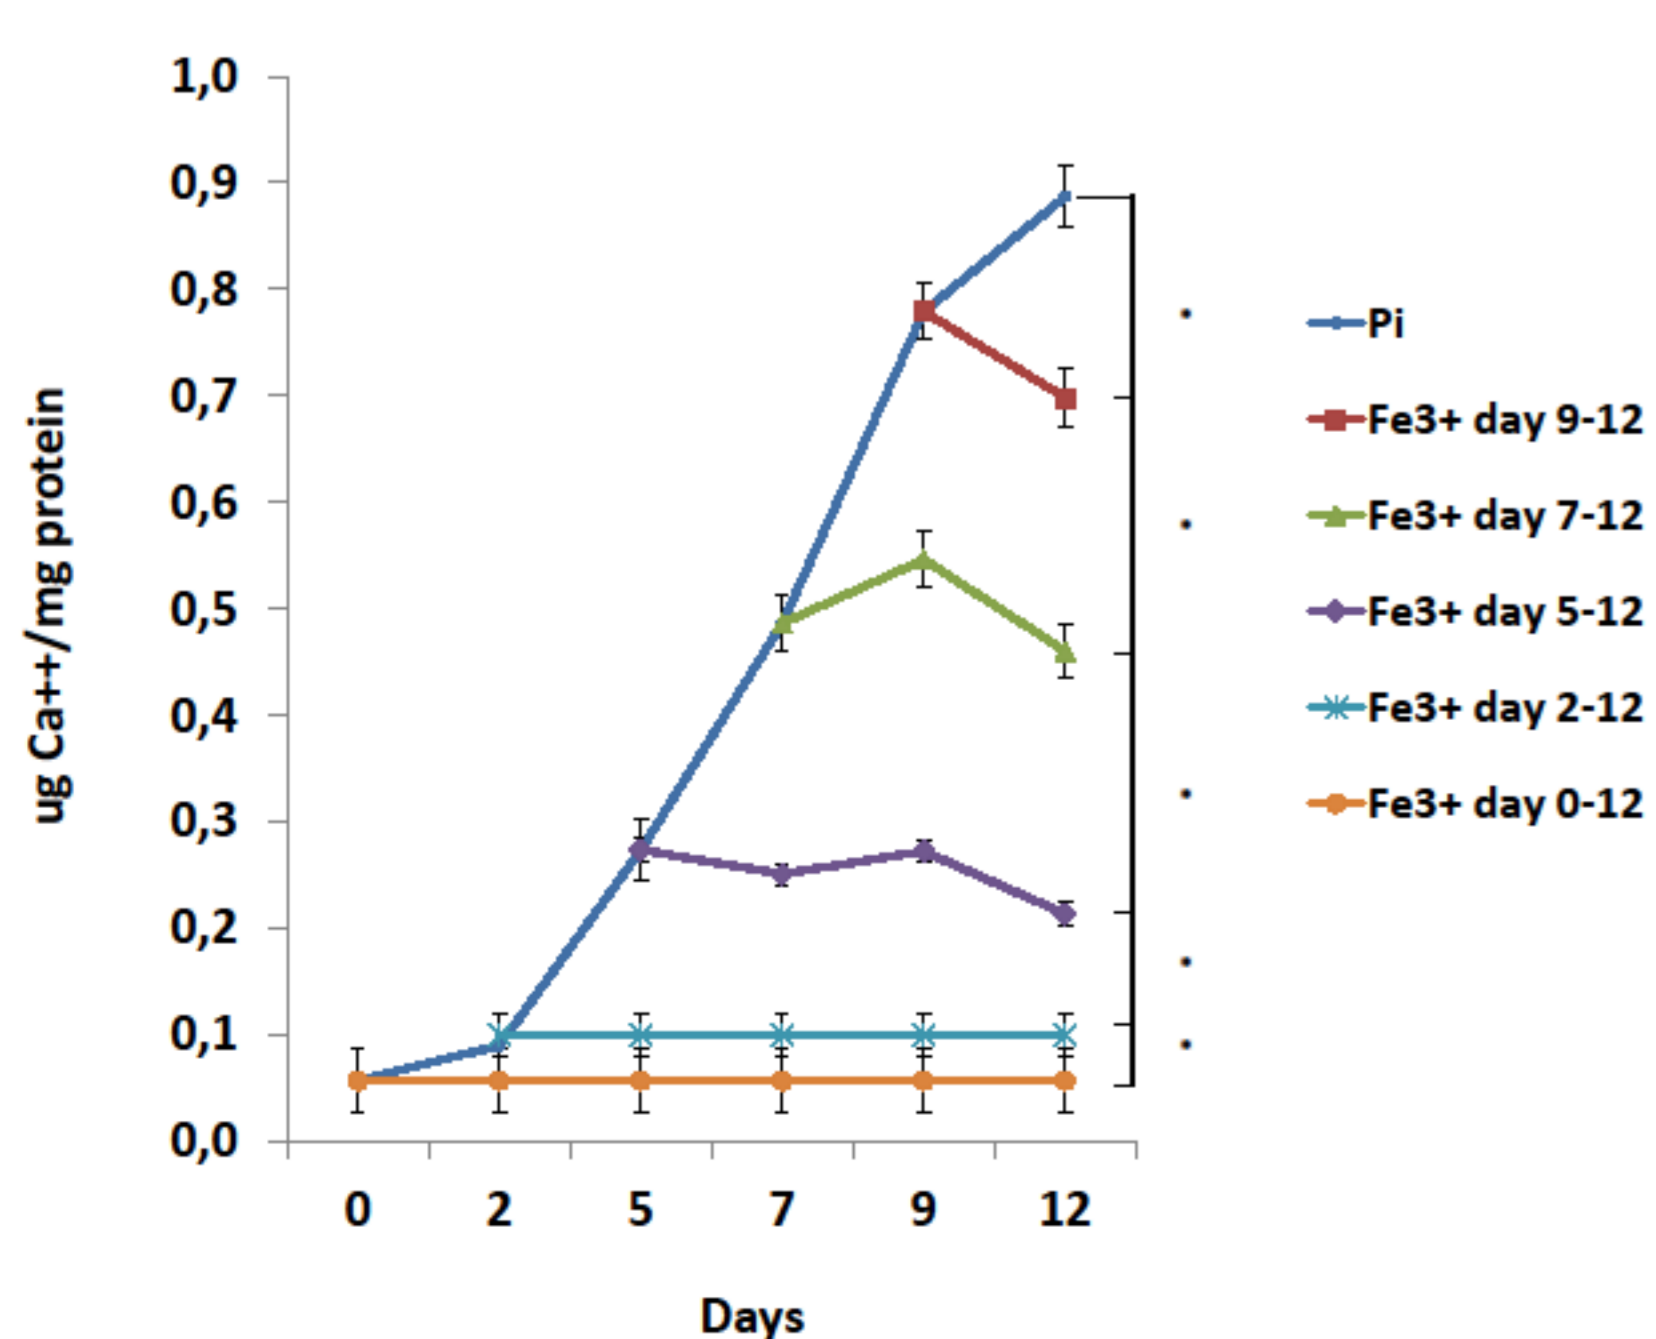 1,0
0,9
0,8
0,7
0,6
0,5
0,4
0,3
0,2
0,1
0,0
ug Ca++/mg protein
0 2 5 7 9 12
Days
Pi
Fe3+ day 9-12
Fe3+ day 7-12
Fe3+ day 5-12
Fe3+ day 2-12
Fe3+ day 0-12